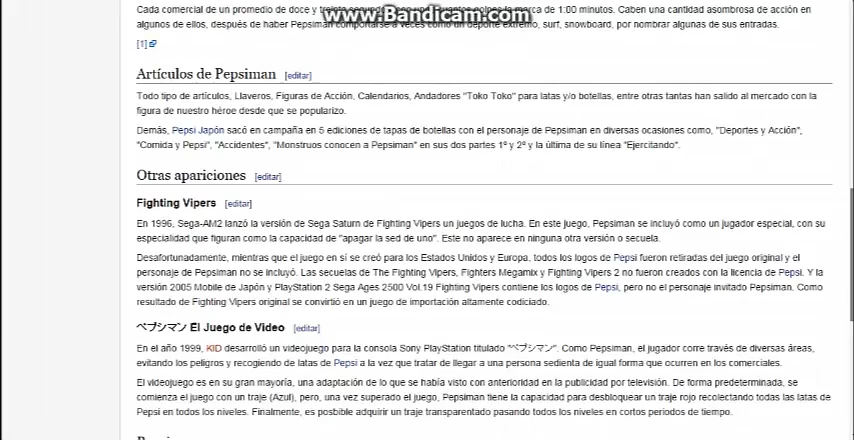 www.Bandicam.com
Cada comercial de un promedio de doce y treinta segundos marca de 1:00 minutos. Caben una cantidad asombrosa de acción en
algunos de ellos, después de haber Pepsiman comportarse a veces como un deporte extremo, surf, snowboard, por nombrar algunas de sus entradas.
[1]
Artículos de Pepsiman [editar]
Todo tipo de artículos, Llaveros, Figuras de Acción, Calendarios, Andadores "Toko Toko" para latas y/o botellas, entre otras tantas han salido al mercado con la
figura de nuestro héroe desde que se popularizo.
Demás, Pepsi Japón sacó en campaña en 5 ediciones de tapas de botellas con el personaje de Pepsiman en diversas ocasiones como, "Deportes y Acción",
"Comida y Pepsi", "Accidentes", "Monstruos conocen a Pepsiman" en sus dos partes 1º y 2º y la última de su línea "Ejercitando".
Otras apariciones [editar]
Fighting Vipers [editar]
En 1996, Sega-AM2 lanzó la versión de Sega Saturn de Fighting Vipers un juegos de lucha. En este juego, Pepsiman se incluyó como un jugador especial, con su
especialidad que figuran como la capacidad de "apagar la sed de uno". Este no aparece en ninguna otra versión o secuela.
Desafortunadamente, mientras que el juego en sí se creó para los Estados Unidos y Europa, todos los logos de Pepsi fueron retiradas del juego original y el
personaje de Pepsiman no se incluyó. Las secuelas de The Fighting Vipers, Fighters Megamix y Fighting Vipers 2 no fueron creados con la licencia de Pepsi. Y la
versión 2005 Mobile de Japón y PlayStation 2 Sega Ages 2500 Vol.19 Fighting Vipers contiene los logos de Pepsi, pero no el personaje invitado Pepsiman. Como
resultado de Fighting Vipers original se convirtió en un juego de importación altamente codiciado.
ペプシマン El Juego de Video [editar]
En el año 1999, KID desarrolló un videojuego para la consola Sony PlayStation titulado "ペプシマン". Como Pepsiman, el jugador corre través de diversas áreas,
evitando los peligros y recogiendo de latas de Pepsi a la vez que tratar de llegar a una persona sedienta de igual forma que ocurren en los comerciales.
El videojuego es en su gran mayoría, una adaptación de lo que se había visto con anterioridad en la publicidad por televisión. De forma predeterminada, se
comienza el juego con un traje (Azul), pero, una vez superado el juego, Pepsiman tiene la capacidad para desbloquear un traje rojo recolectando todas las latas de
Pepsi en todos los niveles. Finalmente, es posbible adquirir un traje transparentado pasando todos los niveles en cortos periodos de tiempo.